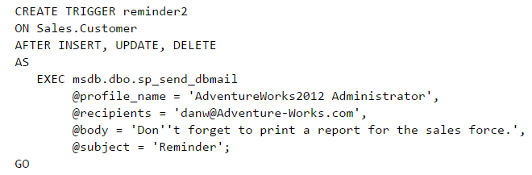 CREATE TRIGGER reminder2
ON Sales.Customer
AFTER INSERT, UPDATE, DELETE
AS
   EXEC msdb.dbo.sp_send_dbmail
        @profile_name = 'AdventureWorks2012 Administrator',
        @recipients = 'danw@Adventure-Works.com',
        @body = 'Don''t forget to print a report for the sales force.',
        @subject = 'Reminder';
GO